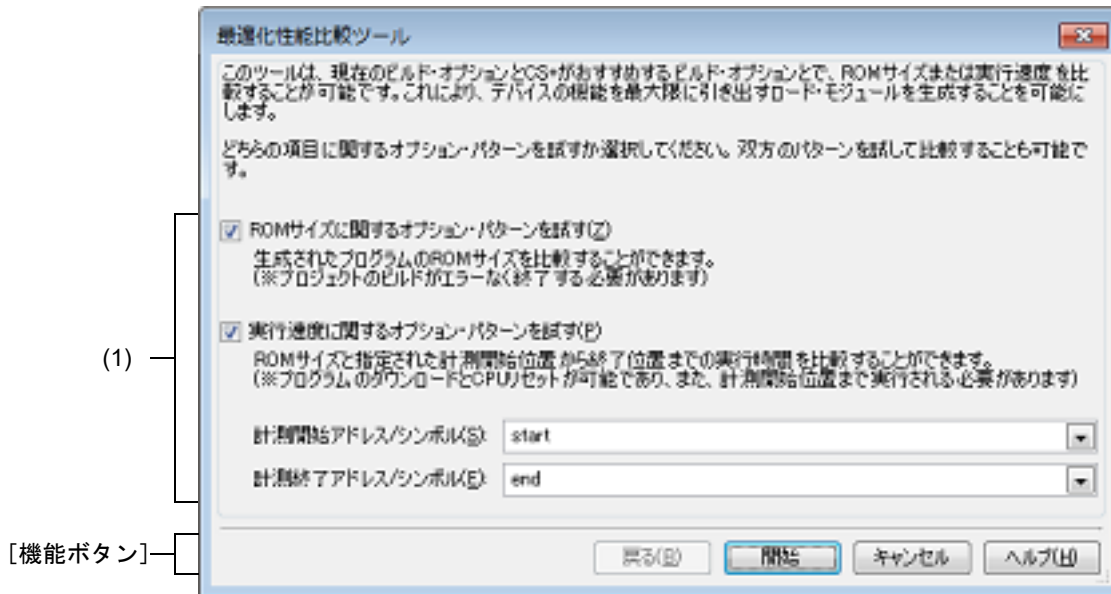 最適化性能比較ツール
このツールは、現在のビルド・オプションとCS+がおすすめするビルド・オプションとで、ROMサイズまたは実行速度を比
較することが可能です。これにより、デバイスの機能を最大限に引き出すロード・モジュールを生成することを可能に
します。
どちらの項目に関するオプション・パターンを試すか選択してください。双方のパターンを試して比較することも可能で
す。
ROMサイズに関するオプション・パターンを試す(Z)
生成されたプログラムのROMサイズを比較することができます。
(※プロジェクトのビルドがエラーなく終了する必要があります)
実行速度に関するオプション・パターンを試す(P)
(1)
ROMサイズと指定された計測開始位置から終了位置までの実行時間を比較することができます。
(※プログラムのダウンロードとCPUリセットが可能であり、また、計測開始位置まで実行される必要があります)
計測開始アドレス/シンボル(S): start
計測終了アドレス/シンボル(E): end
[機能ボタン]
戻る(B) 開始 キャンセル ヘルプ(H)